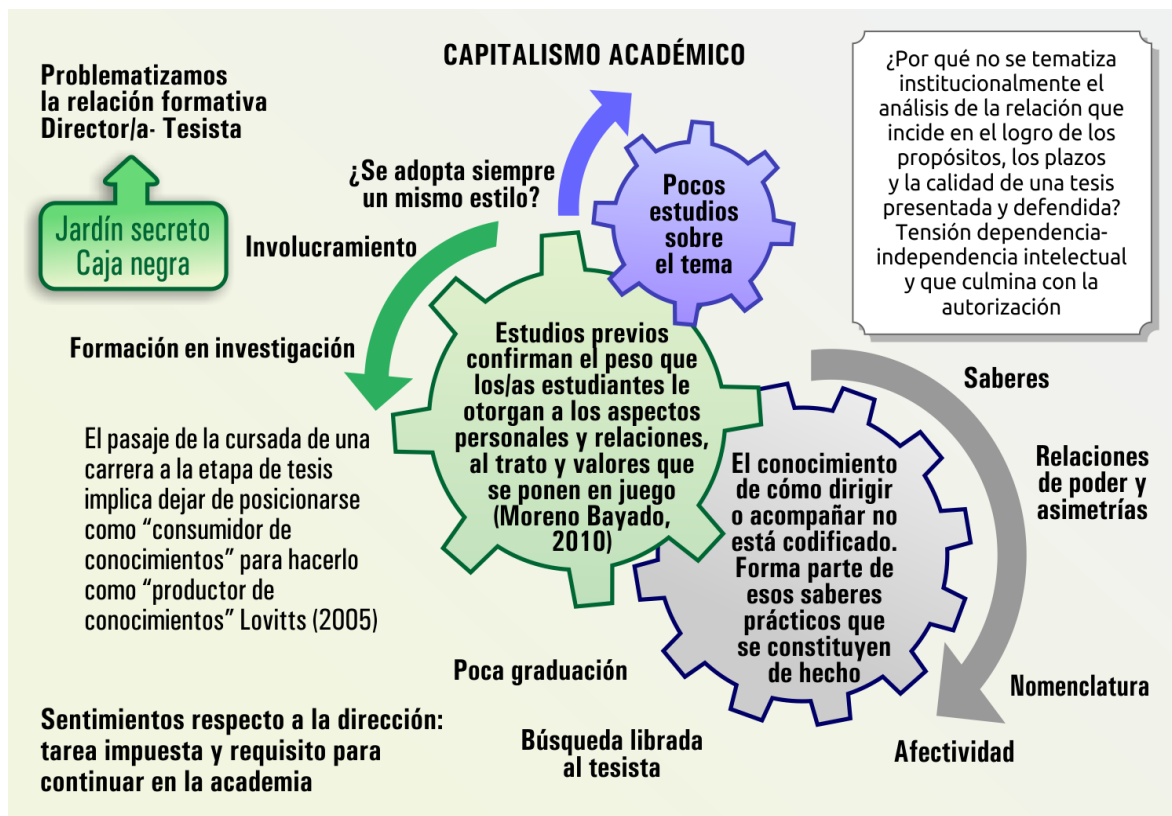 CAPITALISMO ACADÉMICO
Problematizamos
la relación formativa
Director/a- Tesista
Jardín secreto
Caja negra
¿Se adopta siempre
un mismo estilo?
Involucramiento
Formación en investigación
Pocos
estudios
sobre
el tema
¿Por qué no se tematiza
institucionalmente el
análisis de la relación que
incide en el logro de los
propósitos, los plazos
y la calidad de una tesis
presentada y defendida?
Tensión dependencia-
independencia intelectual
y que culmina con la
autorización
Estudios previos
confirman el peso que
los/as estudiantes le
otorgan a los aspectos
personales y relaciones,
al trato y valores que
se ponen en juego
(Moreno Bayado,
2010)
El pasaje de la cursada de una
carrera a la etapa de tesis
implica dejar de posicionarse
como “consumidor de
conocimientos” para hacerlo
como “productor de
conocimientos” Lovitts (2005)
El conocimiento
de cómo dirigir
o acompañar no
está codificado.
Forma parte de
esos saberes
prácticos que
se constituyen
de hecho
Saberes
Relaciones
de poder y
asimetrías
Nomenclatura
Afectividad
Poca graduación
Búsqueda librada
al tesista
Sentimientos respecto a la dirección:
tarea impuesta y requisito para
continuar en la academia